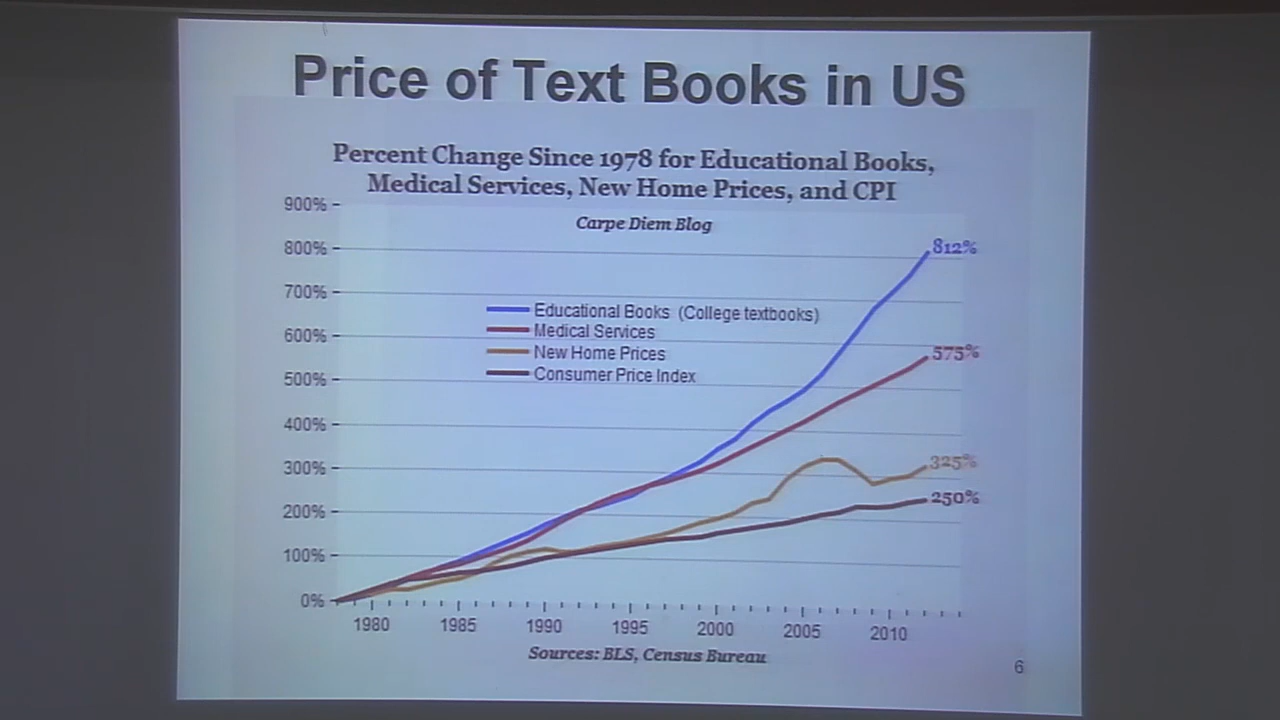 Price of Text Books in US
Percent Change Since 1978 for Educational Books,
Medical Services, New Home Prices, and CPI
Carpe Diem Blog
900%
800%
700%
600%
500%
400%
300%
200%
100%
0%
812%
575%
325%
250%
Educational Books (College textbooks)
Medical Services
New Home Prices
Consumer Price Index
1980 1985 1990 1995 2000 2005 2010
Sources: BLS, Census Bureau
6